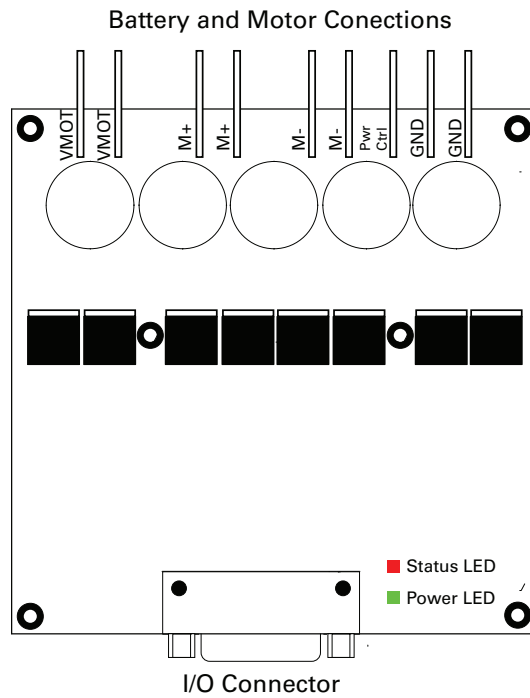 Battery and Motor Conections
VMOT
VMOT
M+
M+
M-
M-
Pwr
Ctrl
GND
GND
Status LED
Power LED
I/O Connector